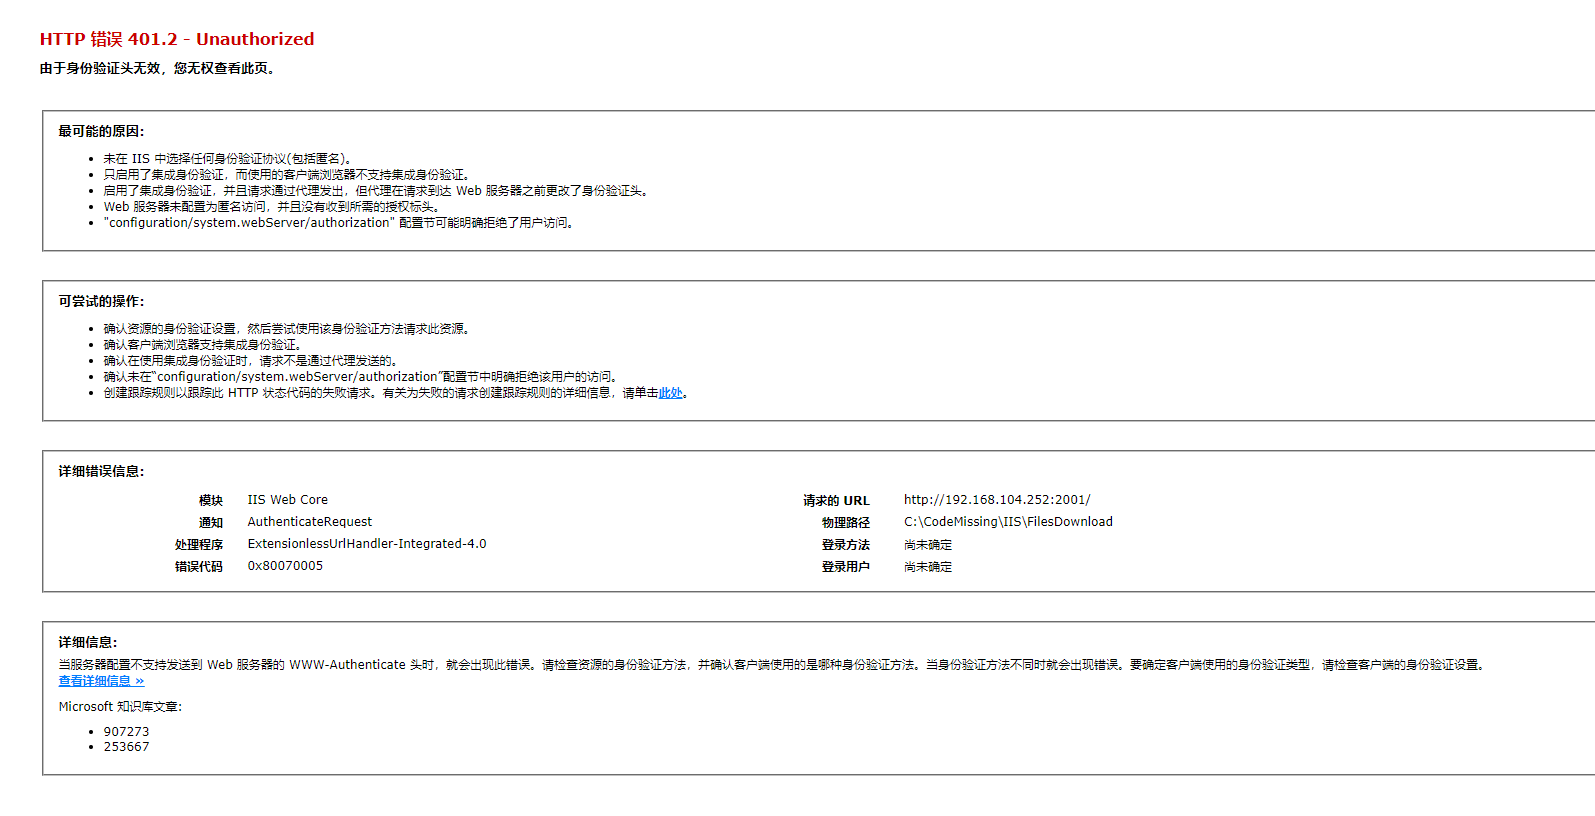 HTTP 错误 401.2 - Unauthorized
由于身份验证头无效，您无权查看此页。
最可能的原因:
• 未在 IIS 中选择任何身份验证协议(包括匿名)。
• 只启用了集成身份验证，而使用的客户端浏览器不支持集成身份验证。
• 启用了集成身份验证，并且请求通过代理发出，但代理在请求到达 Web 服务器之前更改了身份验证头。
• Web 服务器未配置为匿名访问，并且没有收到所需的授权标头。
• "configuration/system.webServer/authorization" 配置节可能明确拒绝了用户访问。
可尝试的操作:
• 确认资源的身份验证设置，然后尝试使用该身份验证方法请求此资源。
• 确认客户端浏览器支持集成身份验证。
• 确认在使用集成身份验证时，请求不是通过代理发送的。
• 确认未在“configuration/system.webServer/authorization”配置节中明确拒绝该用户的访问。
• 创建跟踪规则以跟踪此 HTTP 状态代码的失败请求。有关为失败的请求创建跟踪规则的详细信息，请单击此处。
详细错误信息:
模块 IIS Web Core
通知 AuthenticateRequest
处理程序 ExtensionlessUrlHandler-Integrated-4.0
错误代码 0x80070005
请求的 URL http://192.168.104.252:2001/
物理路径 C:\CodeMissing\IIS\FilesDownload
登录方法 尚未确定
登录用户 尚未确定
详细信息:
当服务器配置不支持发送到 Web 服务器的 WWW-Authenticate 头时，就会出现此错误。请检查资源的身份验证方法，并确认客户端使用的是哪种身份验证方法。当身份验证方法不同时就会出现错误。要确定客户端使用的身份验证类型，请检查客户端的身份验证设置。
查看详细信息 »
Microsoft 知识库文章:
• 907273
• 253667